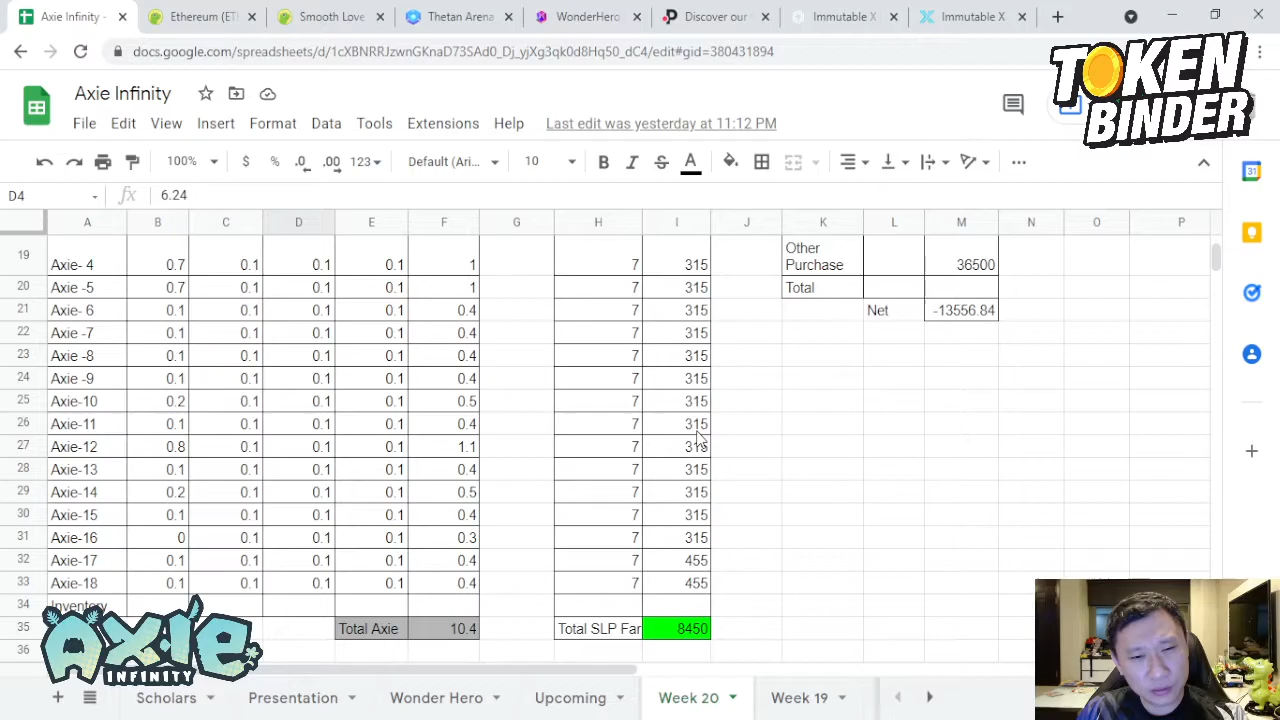 Axie Infinity -
Ethereum (ETH
Smooth Love
Thetan Arena
WonderHero
Discover our
Immutable X
Immutable X
docs.google.com/spreadsheets/d/1cXBNRRJzwnGKnaD73SAd0_Dj_yjXg3qk0d8Hq50_dC4/edit#gid=380431894
TOKEN
BINDER
Axie Infinity
File Edit View Insert Format Data Tools Extensions Help Last edit was yesterday at 11:12 PM
100% $ % .0 .00 123 Default (Ari... 10 B I S A
D4 fx 6.24
A B C D E F G H I J K L M N O P
19 Axie- 4 0.7 0.1 0.1 0.1 1 7 315 Other Purchase 36500
20 Axie -5 0.7 0.1 0.1 0.1 1 7 315 Total
21 Axie- 6 0.1 0.1 0.1 0.1 0.4 7 315 Net -13556.84
22 Axie -7 0.1 0.1 0.1 0.1 0.4 7 315
23 Axie -8 0.1 0.1 0.1 0.1 0.4 7 315
24 Axie -9 0.1 0.1 0.1 0.1 0.4 7 315
25 Axie-10 0.2 0.1 0.1 0.1 0.5 7 315
26 Axie-11 0.1 0.1 0.1 0.1 0.4 7 315
27 Axie-12 0.8 0.1 0.1 0.1 1.1 7 315
28 Axie-13 0.1 0.1 0.1 0.1 0.4 7 315
29 Axie-14 0.2 0.1 0.1 0.1 0.5 7 315
30 Axie-15 0.1 0.1 0.1 0.1 0.4 7 315
31 Axie-16 0 0.1 0.1 0.1 0.3 7 315
32 Axie-17 0.1 0.1 0.1 0.1 0.4 7 455
33 Axie-18 0.1 0.1 0.1 0.1 0.4 7 455
34 Inventory
35 Total Axie 10.4 Total SLP Far 8450
36
AXIE
INFINITY
Scholars Presentation Wonder Hero Upcoming Week 20 Week 19
31